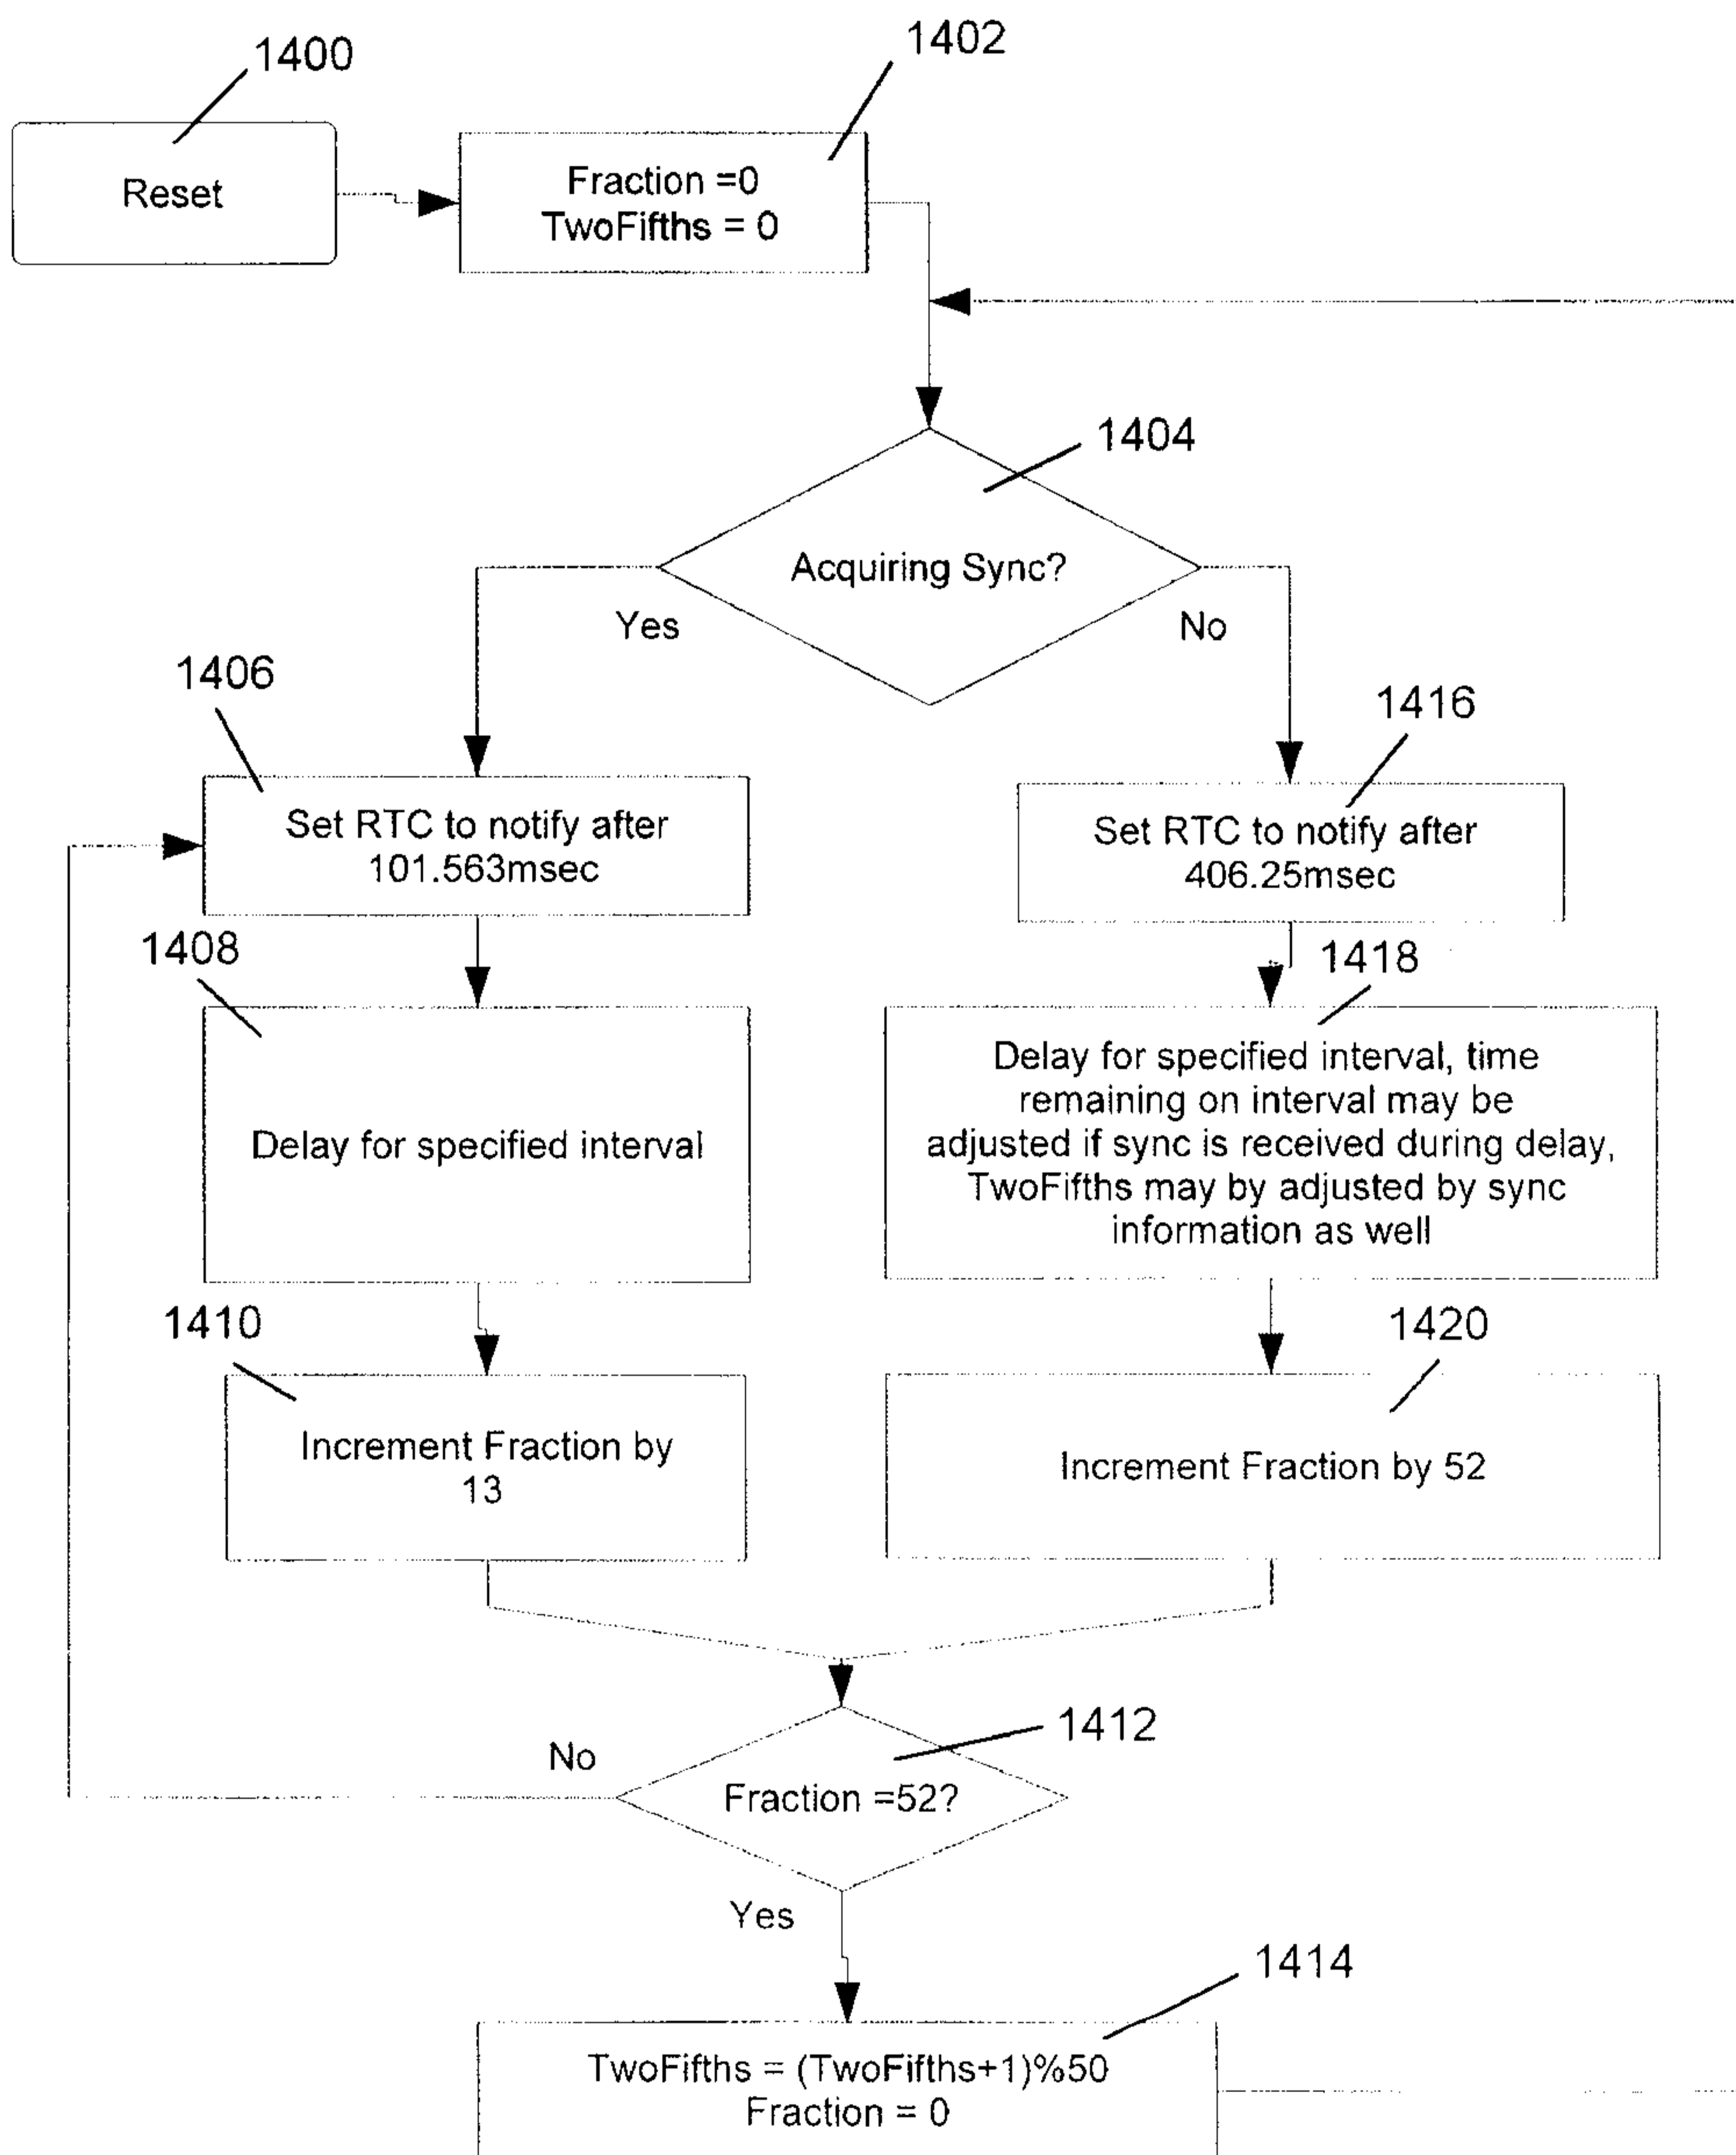 1400
1402
Reset
Fraction =0
TwoFifths = 0
1404
Acquiring Sync?
Yes
No
1406
1416
Set RTC to notify after
101.563msec
Set RTC to notify after
406.25msec
1408
1418
Delay for specified interval
Delay for specified interval, time
remaining on interval may be
adjusted if sync is received during delay,
TwoFifths may by adjusted by sync
information as well
1410
1420
Increment Fraction by
13
Increment Fraction by 52
1412
No
Fraction =52?
Yes
1414
TwoFifths = (TwoFifths+1)%50
Fraction = 0